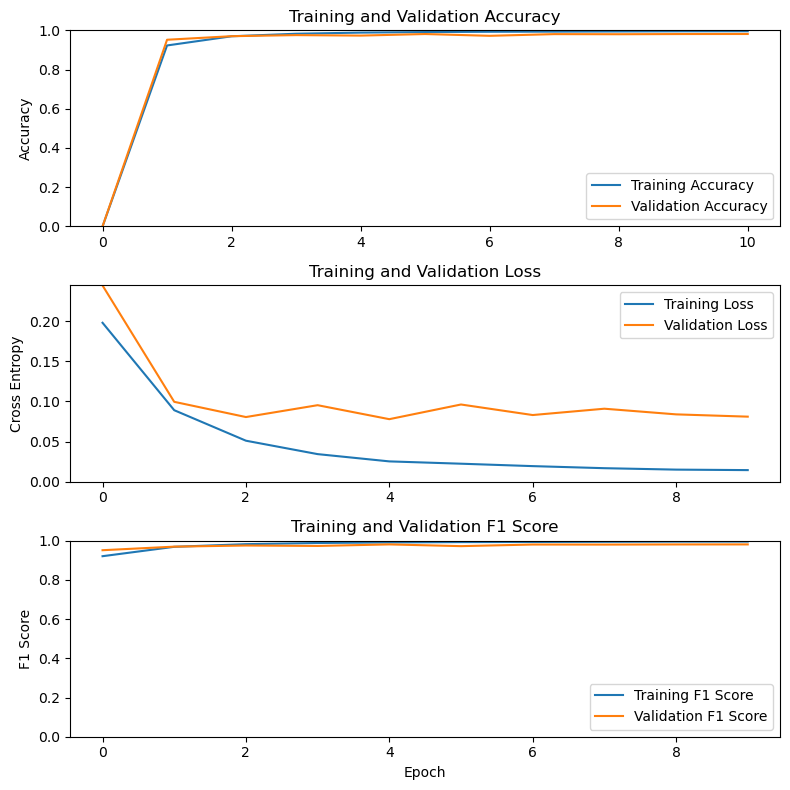 Training and Validation Accuracy
1.0
0.8
0.6
0.4
0.2
0.0
Accuracy
Training Accuracy
Validation Accuracy
0 2 4 6 8 10
Training and Validation Loss
0.20
0.15
0.10
0.05
0.00
Cross Entropy
Training Loss
Validation Loss
0 2 4 6 8
Training and Validation F1 Score
1.0
0.8
0.6
0.4
0.2
0.0
F1 Score
Training F1 Score
Validation F1 Score
0 2 4 6 8
Epoch